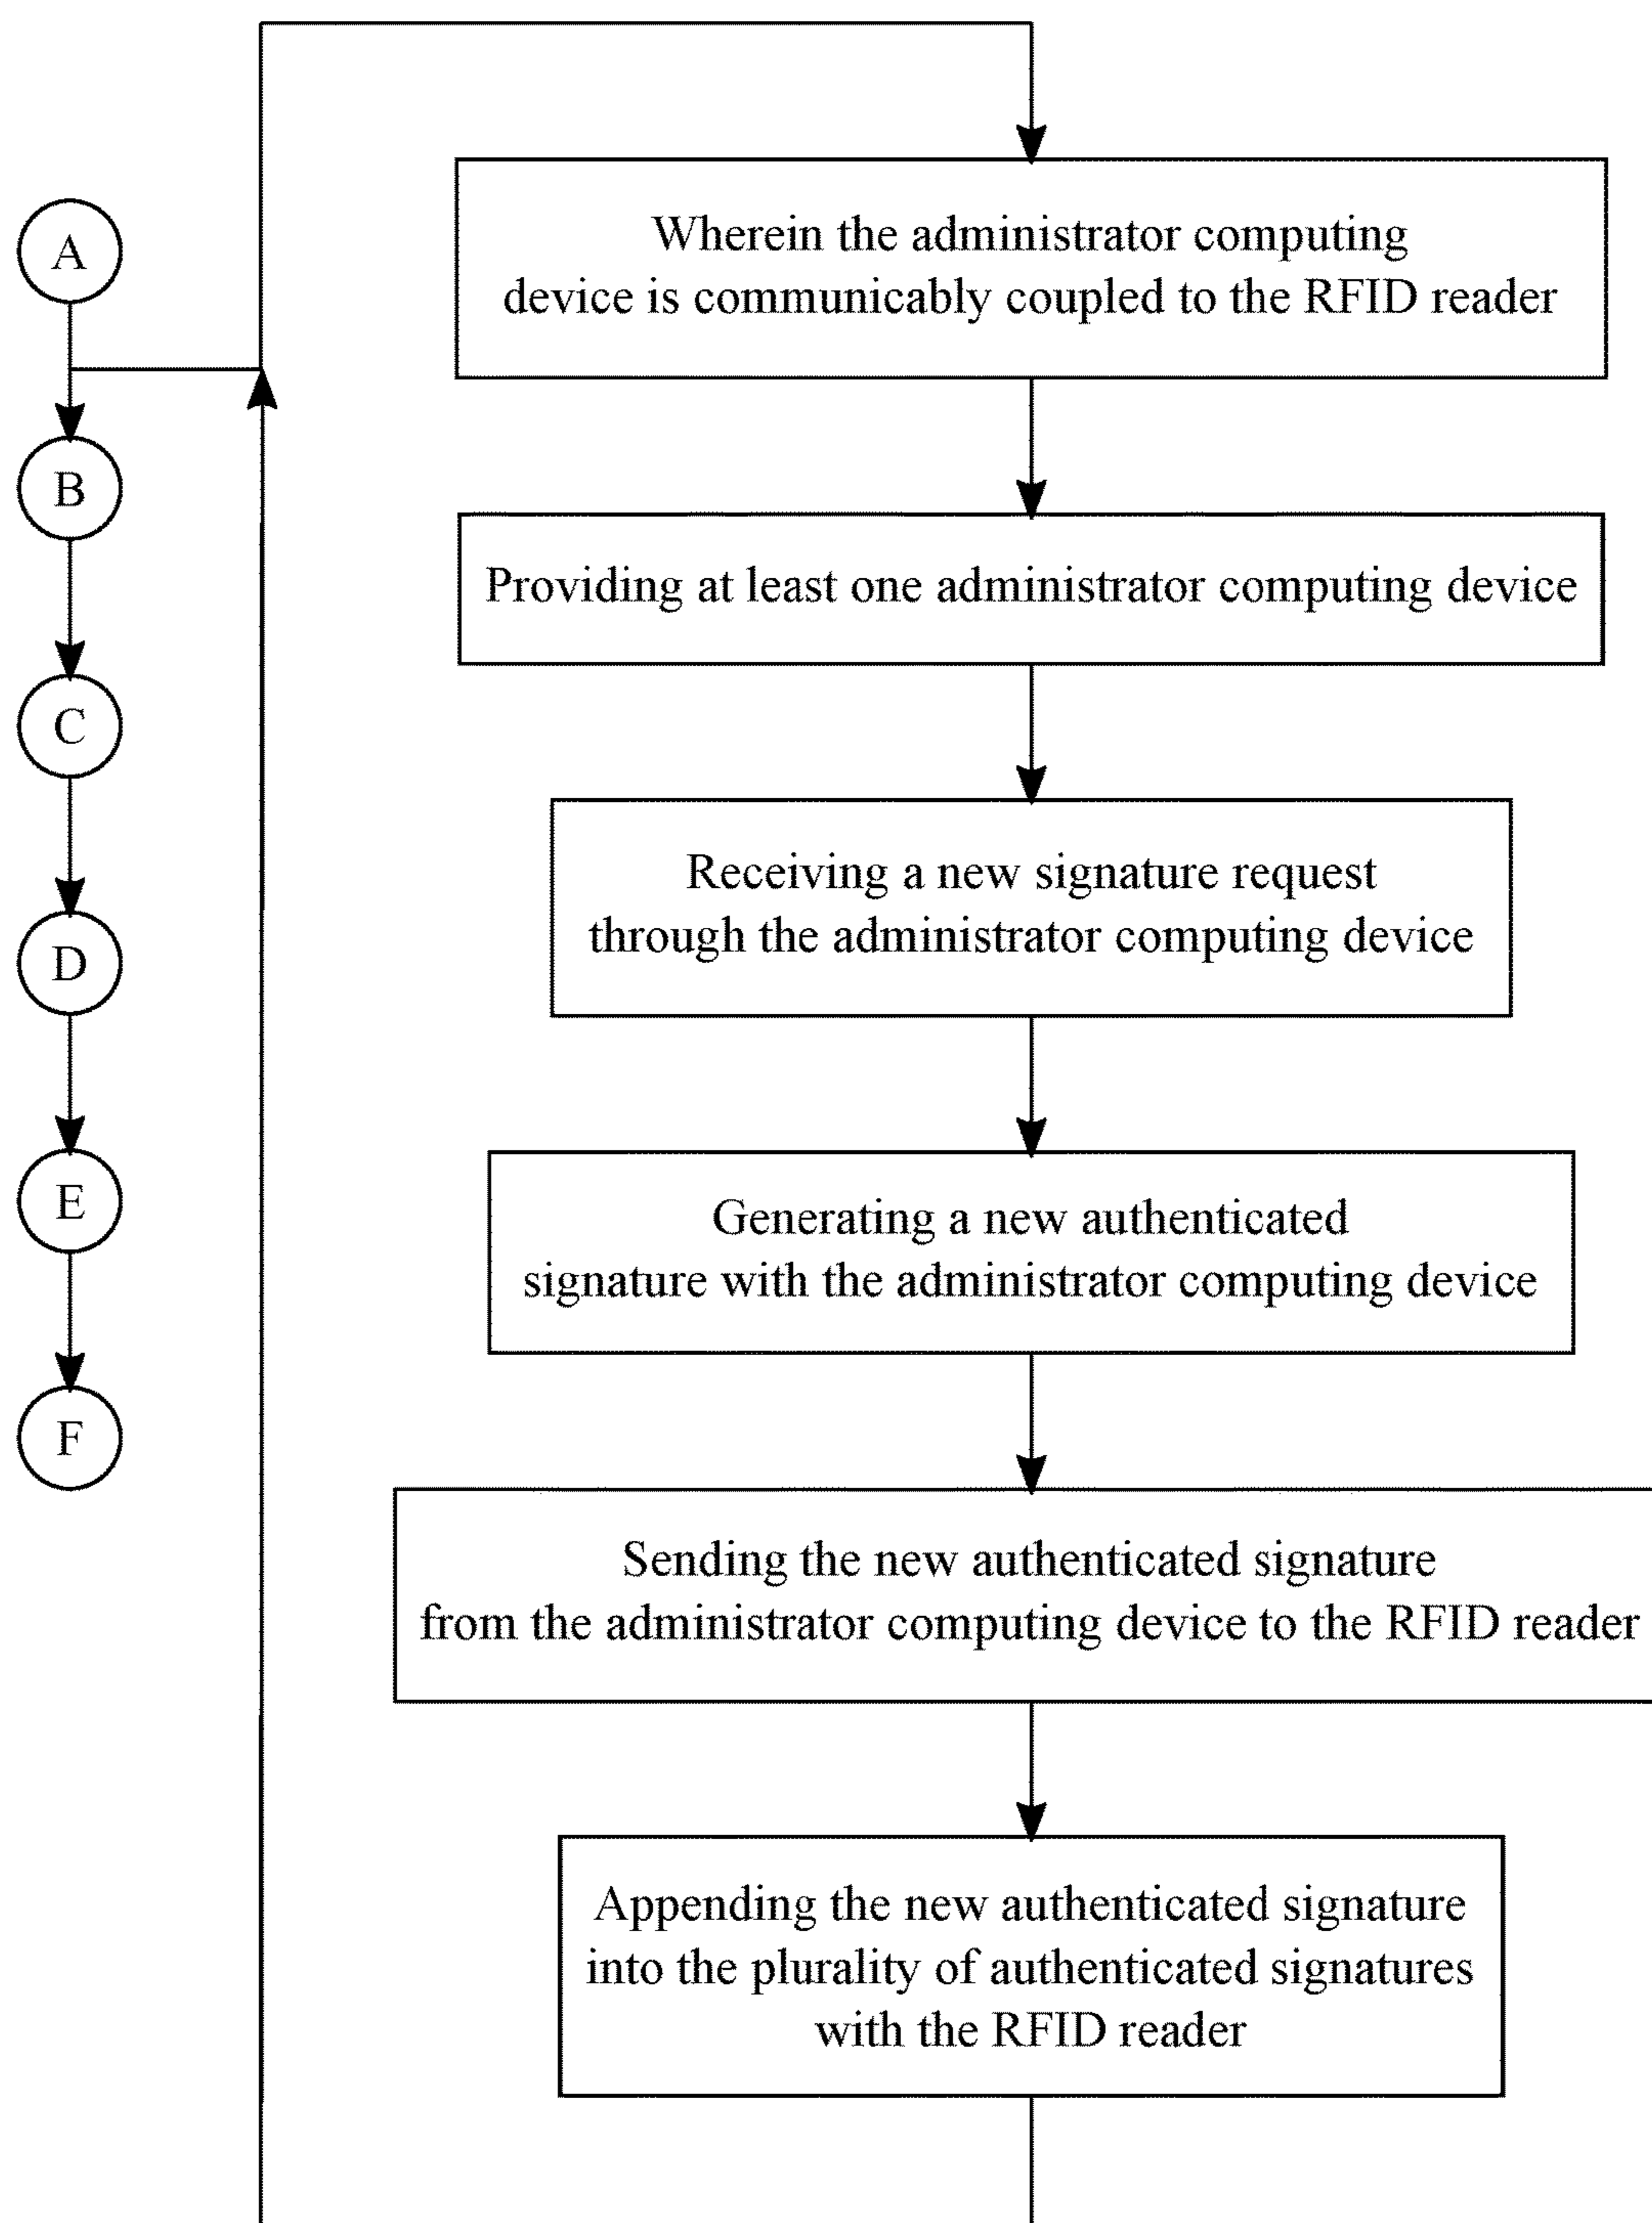 A
B
C
D
E
F
Wherein the administrator computing
device is communicably coupled to the RFID reader
Providing at least one administrator computing device
Receiving a new signature request
through the administrator computing device
Generating a new authenticated
signature with the administrator computing device
Sending the new authenticated signature
from the administrator computing device to the RFID reader
Appending the new authenticated signature
into the plurality of authenticated signatures
with the RFID reader